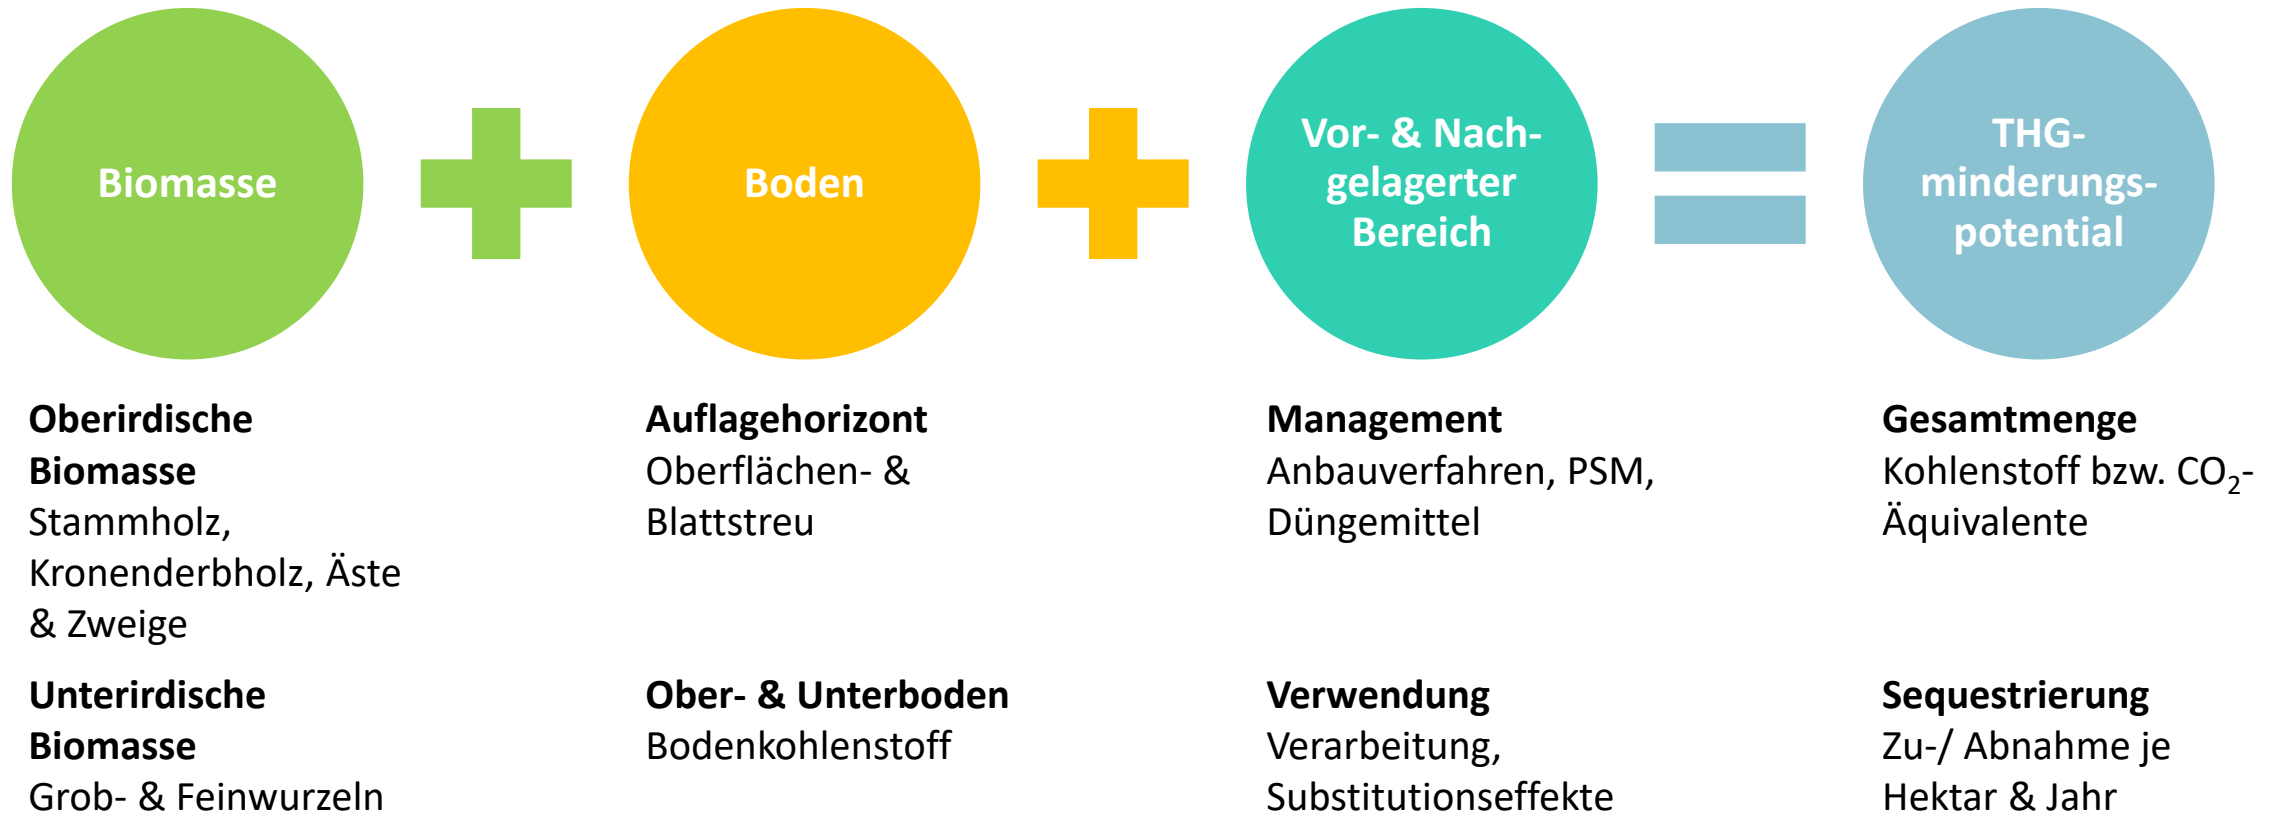 Biomasse
Boden
Vor- & Nach-
gelagerter
Bereich
THG-
minderungs-
potential
Oberirdische
Biomasse
Stammholz,
Kronenderbholz, Äste
& Zweige
Unterirdische
Biomasse
Grob- & Feinwurzeln
Auflagehorizont
Oberflächen- &
Blattstreu
Ober- & Unterboden
Bodenkohlenstoff
Management
Anbauverfahren, PSM,
Düngemittel
Verwendung
Verarbeitung,
Substitutionseffekte
Gesamtmenge
Kohlenstoff bzw. CO₂-
Äquivalente
Sequestrierung
Zu-/ Abnahme je
Hektar & Jahr